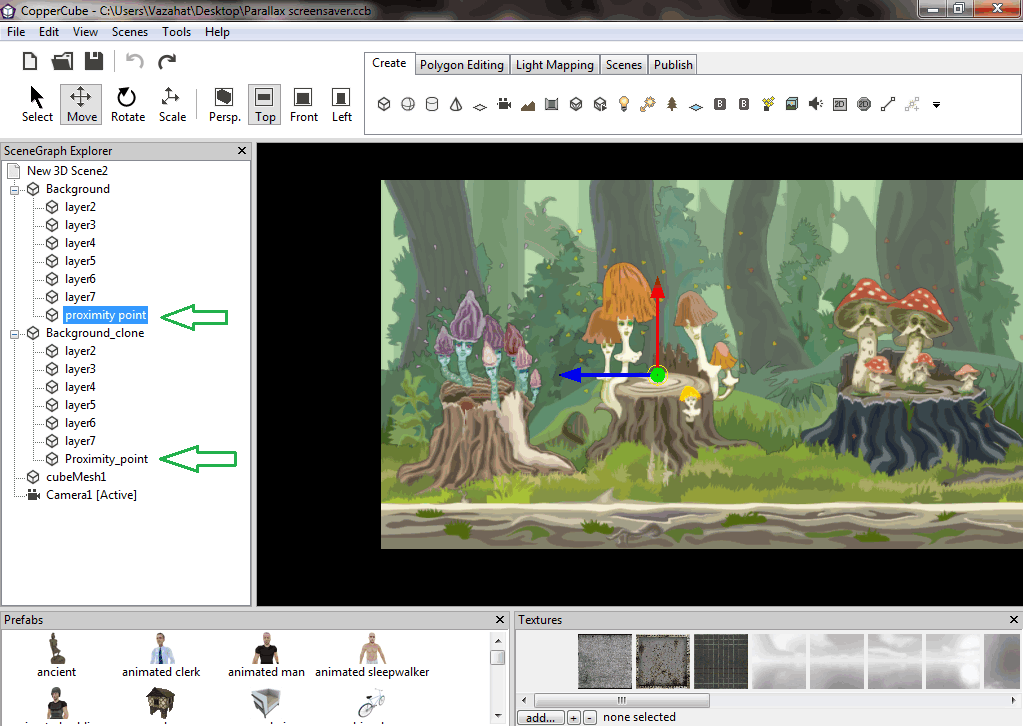 CopperCube - C:\Users\Vazahat\Desktop\Parallax screensaver.ccb
File Edit View Scenes Tools Help
Create Polygon Editing Light Mapping Scenes Publish
Select Move Rotate Scale Persp. Top Front Left
B B 2D 2D
SceneGraph Explorer
New 3D Scene2
Background
layer2
layer3
layer4
layer5
layer6
layer7
proximity point
Background_clone
layer2
layer3
layer4
layer5
layer6
layer7
Proximity_point
cubeMesh1
Camera1 [Active]
Prefabs
ancient animated clerk animated man animated sleepwalker
Textures
add... + - none selected